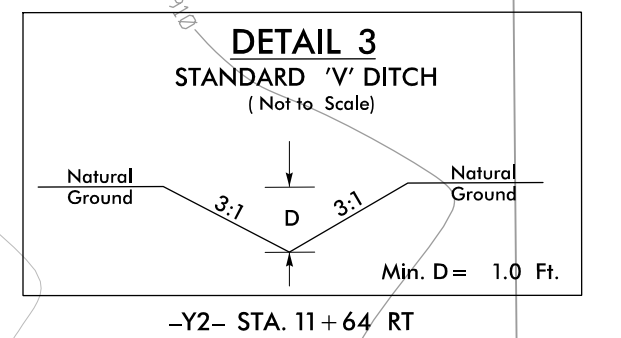 910
DETAIL 3
STANDARD 'V' DITCH
( Not to Scale)
Natural
Ground
3:1
D
3:1
Natural
Ground
Min. D = 1.0 Ft.
-Y2- STA. 11+64 RT